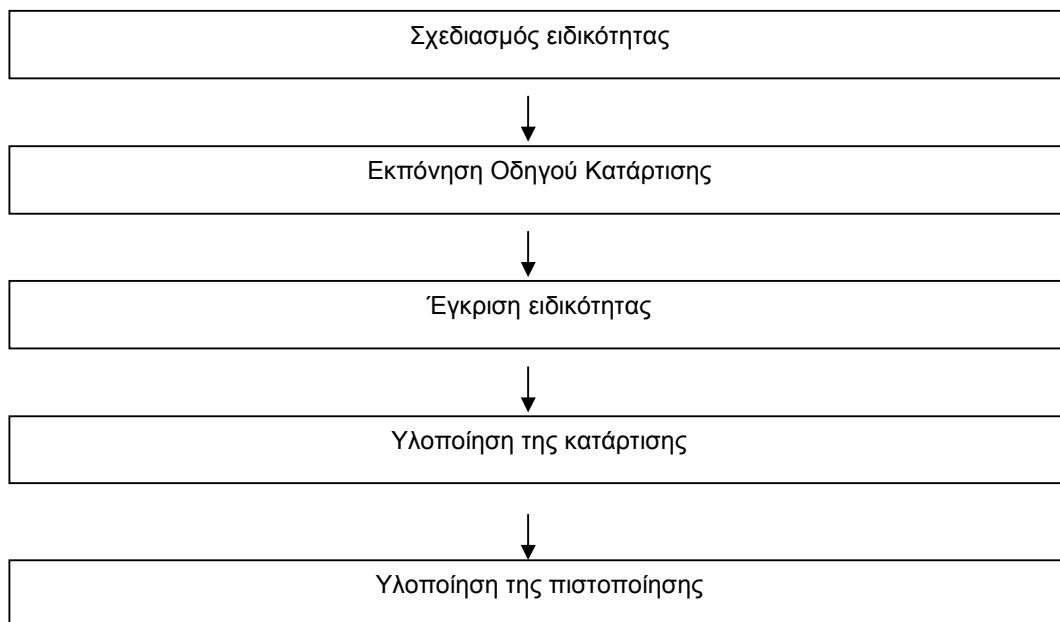 Σχεδιασμός ειδικότητας
Εκπόνηση Οδηγού Κατάρτισης
Έγκριση ειδικότητας
Υλοποίηση της κατάρτισης
Υλοποίηση της πιστοποίησης